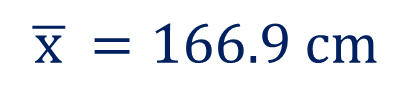 x̅ = 166.9 cm